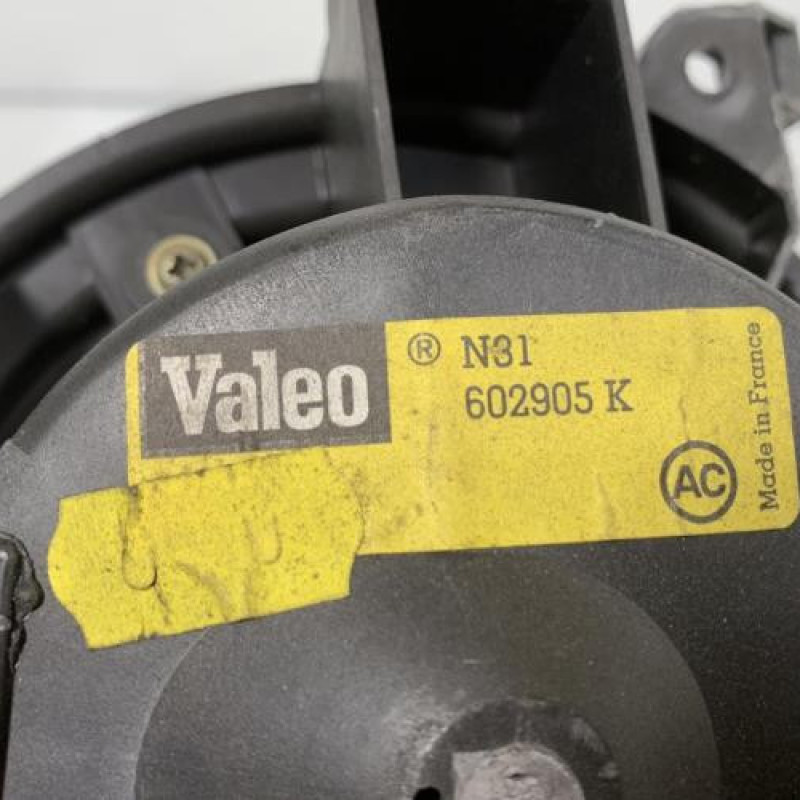 Valeo ® N31
602905 K
AC
Made in France